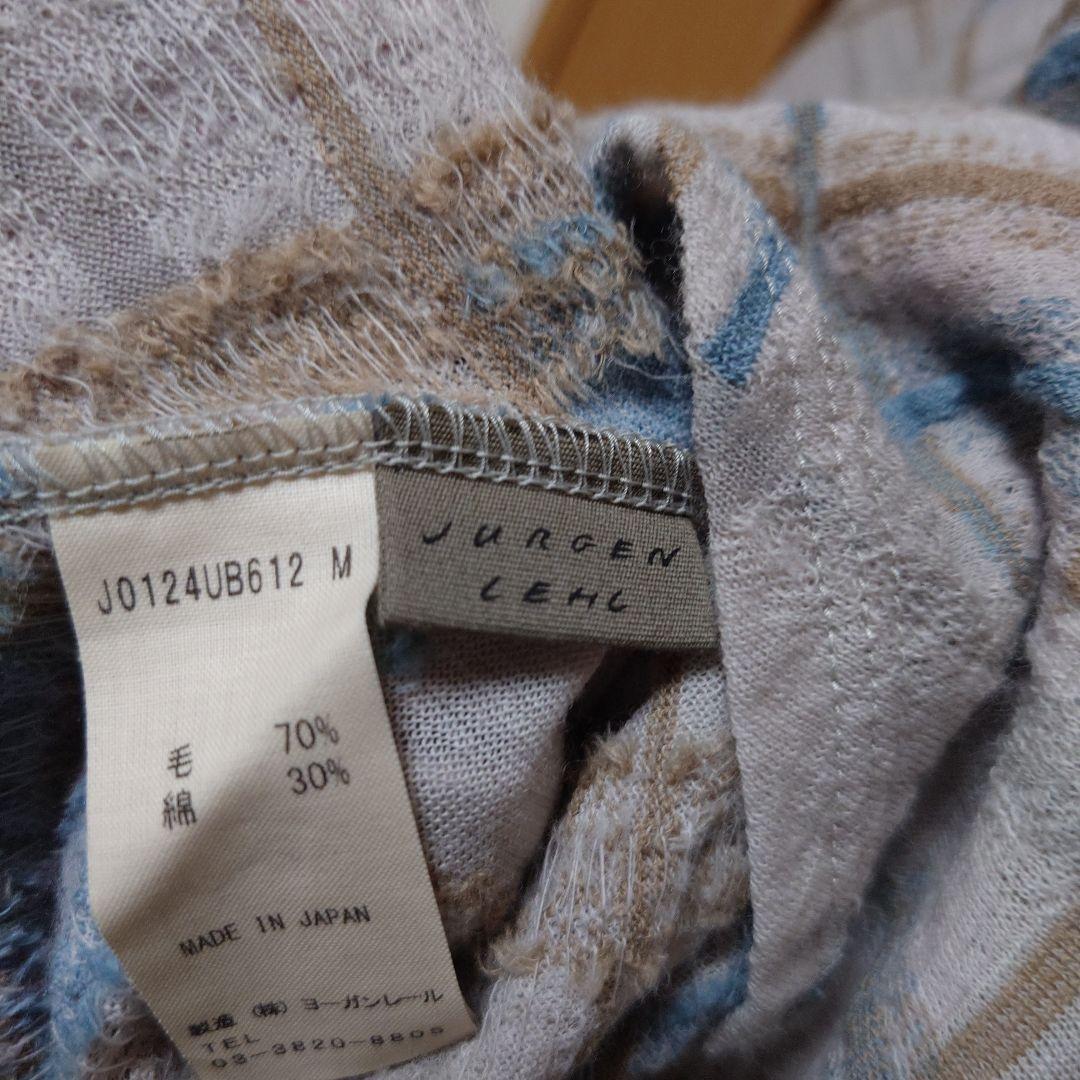 J0124UB612 M
JURGEN
LEHL
毛 70%
綿 30%
MADE IN JAPAN
製造 (株) ヨーガンレール
TEL
03-3820-8805